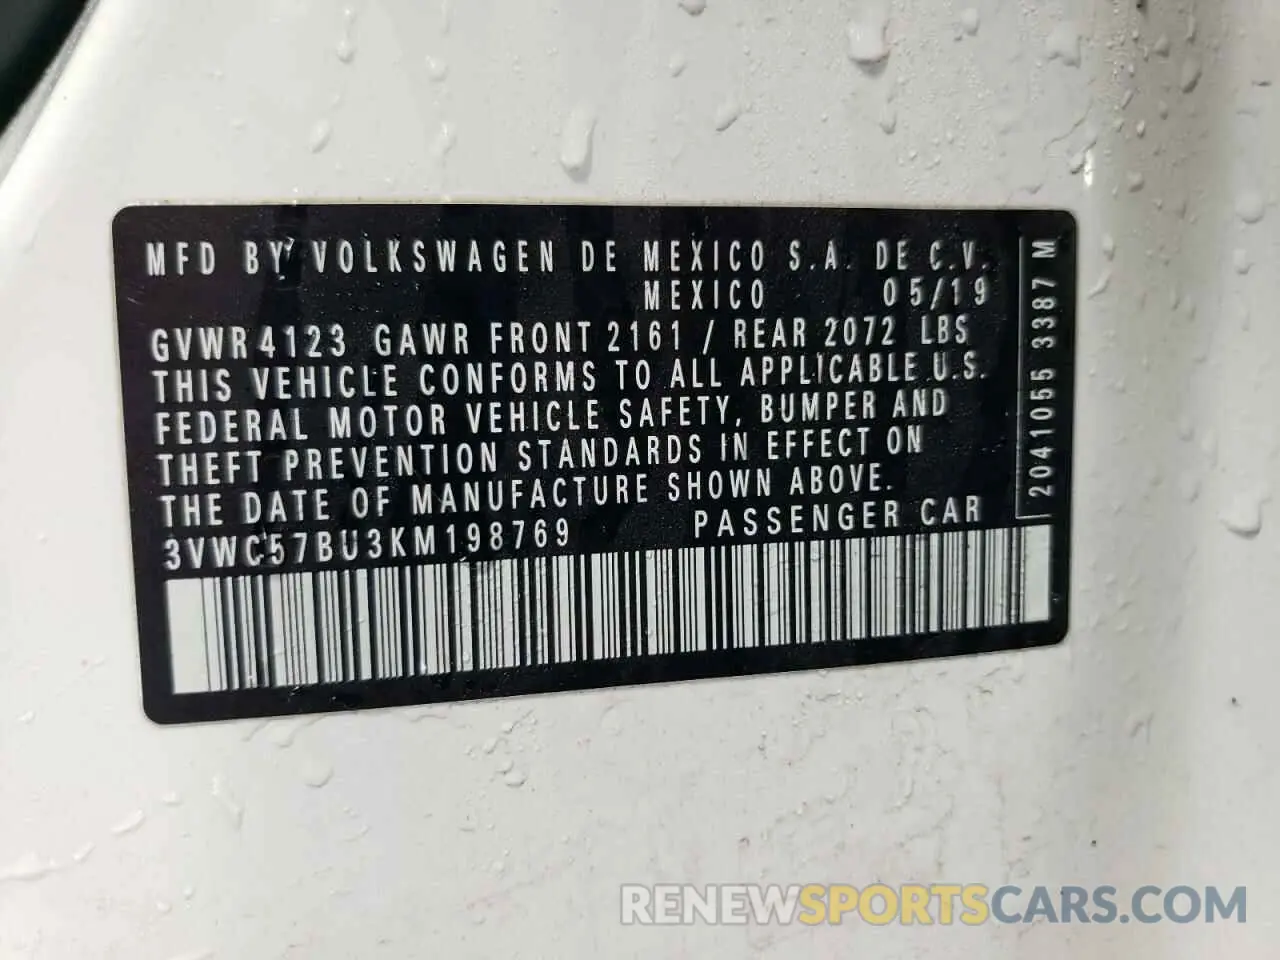 MFD BY VOLKSWAGEN DE MEXICO S.A. DE C.V.
MEXICO 05/19
GVWR 4123 GAWR FRONT 2161 / REAR 2072 LBS
THIS VEHICLE CONFORMS TO ALL APPLICABLE U.S.
FEDERAL MOTOR VEHICLE SAFETY, BUMPER AND
THEFT PREVENTION STANDARDS IN EFFECT ON
THE DATE OF MANUFACTURE SHOWN ABOVE.
3VWC57BU3KM198769 PASSENGER CAR
2041055 3387 M
RENEWSPORTSCARS.COM